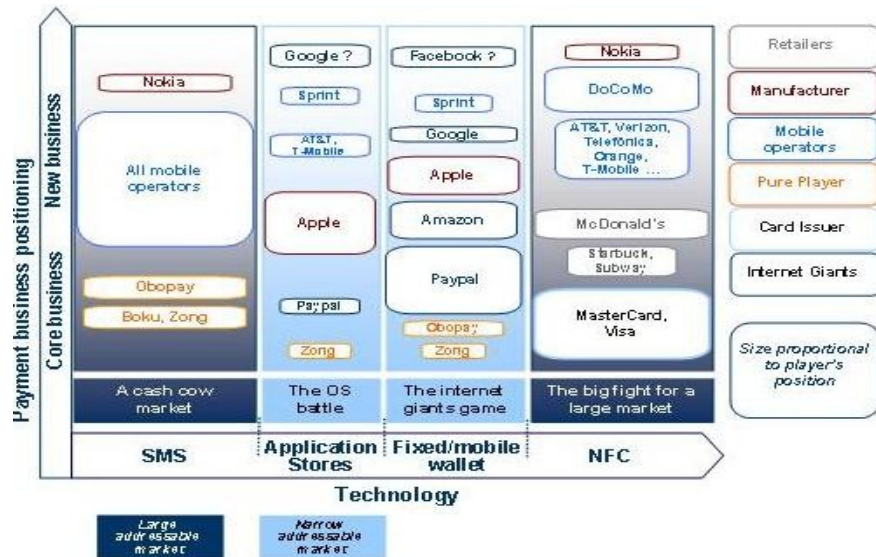 Payment business positioning
New business
Core business
Nokia
All mobile
operators
Obopay
Boku, Zong
A cash cow
market
SMS
Google ?
Sprint
AT&T,
T-Mobile
Apple
Paypal
Zong
The OS
battle
Application
Stores
Facebook ?
Sprint
Google
Apple
Amazon
Paypal
Obopay
Zong
The internet
giants game
Fixed/mobile
wallet
Nokia
DoCoMo
AT&T, Verizon,
Telefónica,
Orange,
T-Mobile ...
McDonald's
Starbuck,
Subway
MasterCard,
Visa
The big fight for a
large market
NFC
Technology
Retailers
Manufacturer
Mobile
operators
Pure Player
Card Issuer
Internet Giants
Size proportional
to player's
position
Large
addressable
market
Narrow
addressable
market